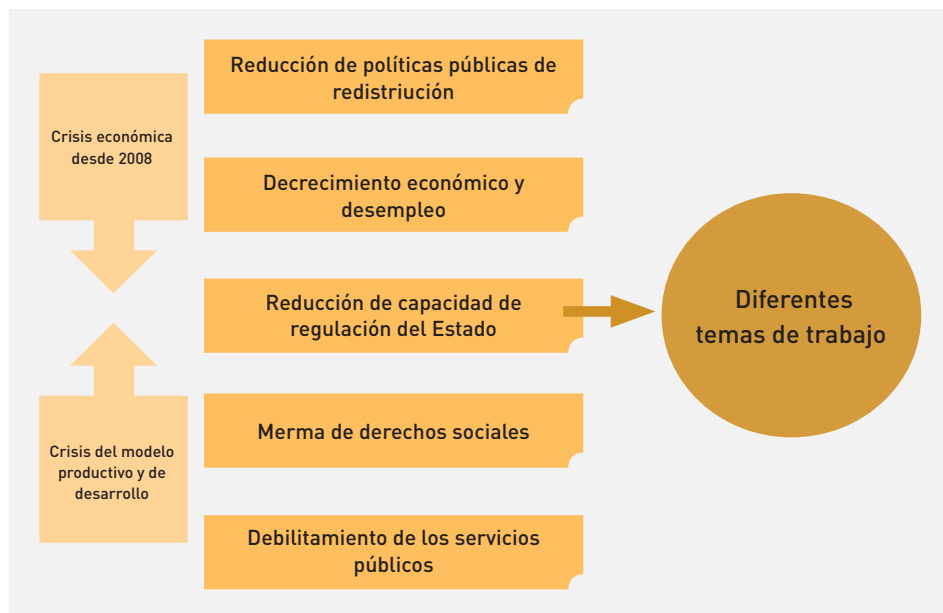 Crisis económica
desde 2008
Crisis del modelo
productivo y de
desarrollo
Reducción de políticas públicas de
redistriución
Decrecimiento económico y
desempleo
Reducción de capacidad de
regulación del Estado
Merma de derechos sociales
Debilitamiento de los servicios
públicos
Diferentes
temas de trabajo